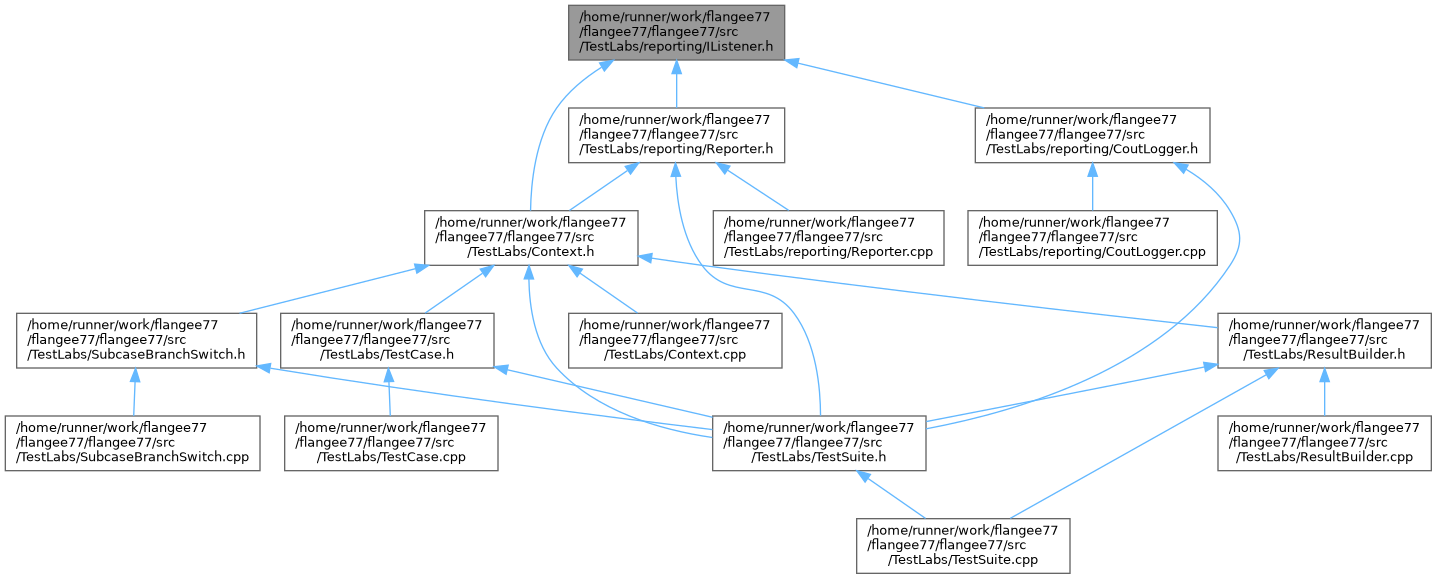 /home/runner/work/flangee77
/flangee77/flangee77/src
/TestLabs/reporting/IListener.h
/home/runner/work/flangee77
/flangee77/flangee77/src
/TestLabs/reporting/Reporter.h
/home/runner/work/flangee77
/flangee77/flangee77/src
/TestLabs/reporting/CoutLogger.h
/home/runner/work/flangee77
/flangee77/flangee77/src
/TestLabs/Context.h
/home/runner/work/flangee77
/flangee77/flangee77/src
/TestLabs/reporting/Reporter.cpp
/home/runner/work/flangee77
/flangee77/flangee77/src
/TestLabs/reporting/CoutLogger.cpp
/home/runner/work/flangee77
/flangee77/flangee77/src
/TestLabs/SubcaseBranchSwitch.h
/home/runner/work/flangee77
/flangee77/flangee77/src
/TestLabs/TestCase.h
/home/runner/work/flangee77
/flangee77/flangee77/src
/TestLabs/Context.cpp
/home/runner/work/flangee77
/flangee77/flangee77/src
/TestLabs/ResultBuilder.h
/home/runner/work/flangee77
/flangee77/flangee77/src
/TestLabs/SubcaseBranchSwitch.cpp
/home/runner/work/flangee77
/flangee77/flangee77/src
/TestLabs/TestCase.cpp
/home/runner/work/flangee77
/flangee77/flangee77/src
/TestLabs/TestSuite.h
/home/runner/work/flangee77
/flangee77/flangee77/src
/TestLabs/ResultBuilder.cpp
/home/runner/work/flangee77
/flangee77/flangee77/src
/TestLabs/TestSuite.cpp